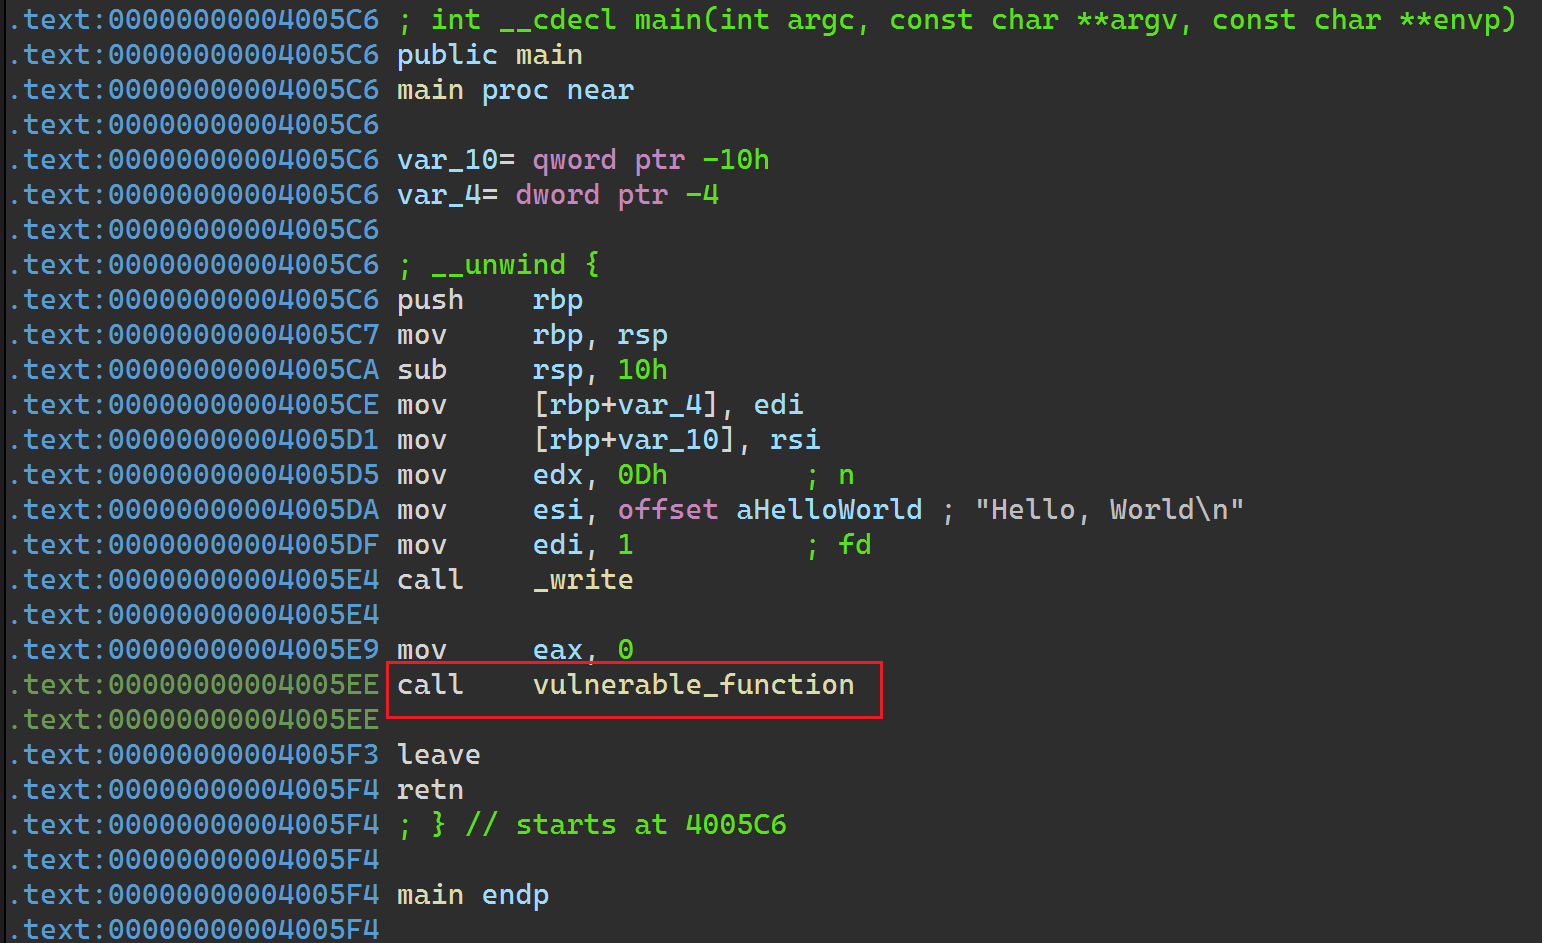 .text:00000000004005C6 ; int __cdecl main(int argc, const char **argv, const char **envp)
.text:00000000004005C6 public main
.text:00000000004005C6 main proc near
.text:00000000004005C6
.text:00000000004005C6 var_10= qword ptr -10h
.text:00000000004005C6 var_4= dword ptr -4
.text:00000000004005C6
.text:00000000004005C6 ; __unwind {
.text:00000000004005C6 push    rbp
.text:00000000004005C7 mov     rbp, rsp
.text:00000000004005CA sub     rsp, 10h
.text:00000000004005CE mov     [rbp+var_4], edi
.text:00000000004005D1 mov     [rbp+var_10], rsi
.text:00000000004005D5 mov     edx, 0Dh        ; n
.text:00000000004005DA mov     esi, offset aHelloWorld ; "Hello, World\n"
.text:00000000004005DF mov     edi, 1          ; fd
.text:00000000004005E4 call    _write
.text:00000000004005E4
.text:00000000004005E9 mov     eax, 0
.text:00000000004005EE call    vulnerable_function
.text:00000000004005EE
.text:00000000004005F3 leave
.text:00000000004005F4 retn
.text:00000000004005F4 ; } // starts at 4005C6
.text:00000000004005F4
.text:00000000004005F4 main endp
.text:00000000004005F4